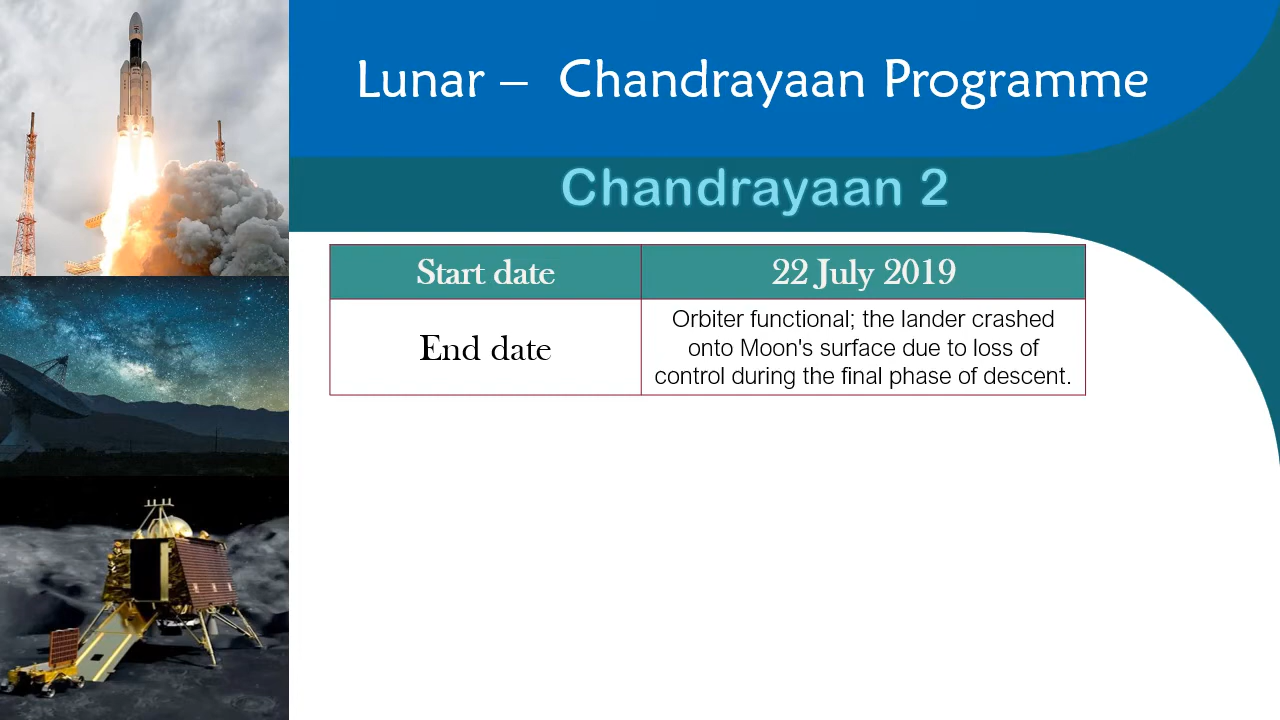 Lunar – Chandrayaan Programme
Chandrayaan 2
Start date
22 July 2019
End date
Orbiter functional; the lander crashed
onto Moon's surface due to loss of
control during the final phase of descent.